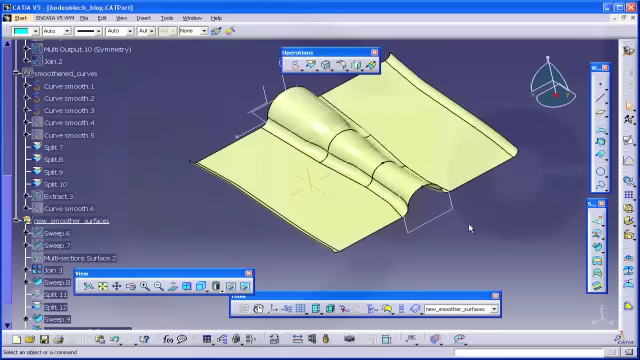 CATIA V5 - [bodenblech_blog.CATPart]
Start ENOVIA V5 VPM File Edit View Insert Tools Window Help
Auto Auto Aut None
Multi Output.10 (Symmetry)
Join.2
smoothened_curves
Curve smooth.1
Curve smooth.2
Curve smooth.3
Curve smooth.4
Curve smooth.5
Split.7
Split.8
Split.9
Split.10
Extract.3
Curve smooth.6
new_smoother_surfaces
Sweep.6
Sweep.7
Multi-sections Surface.2
Join.3
Sweep.8
Split.11
Split.12
Sweep.9
Operations
View
Tools
new_smoother_surfaces
Select an object or a command